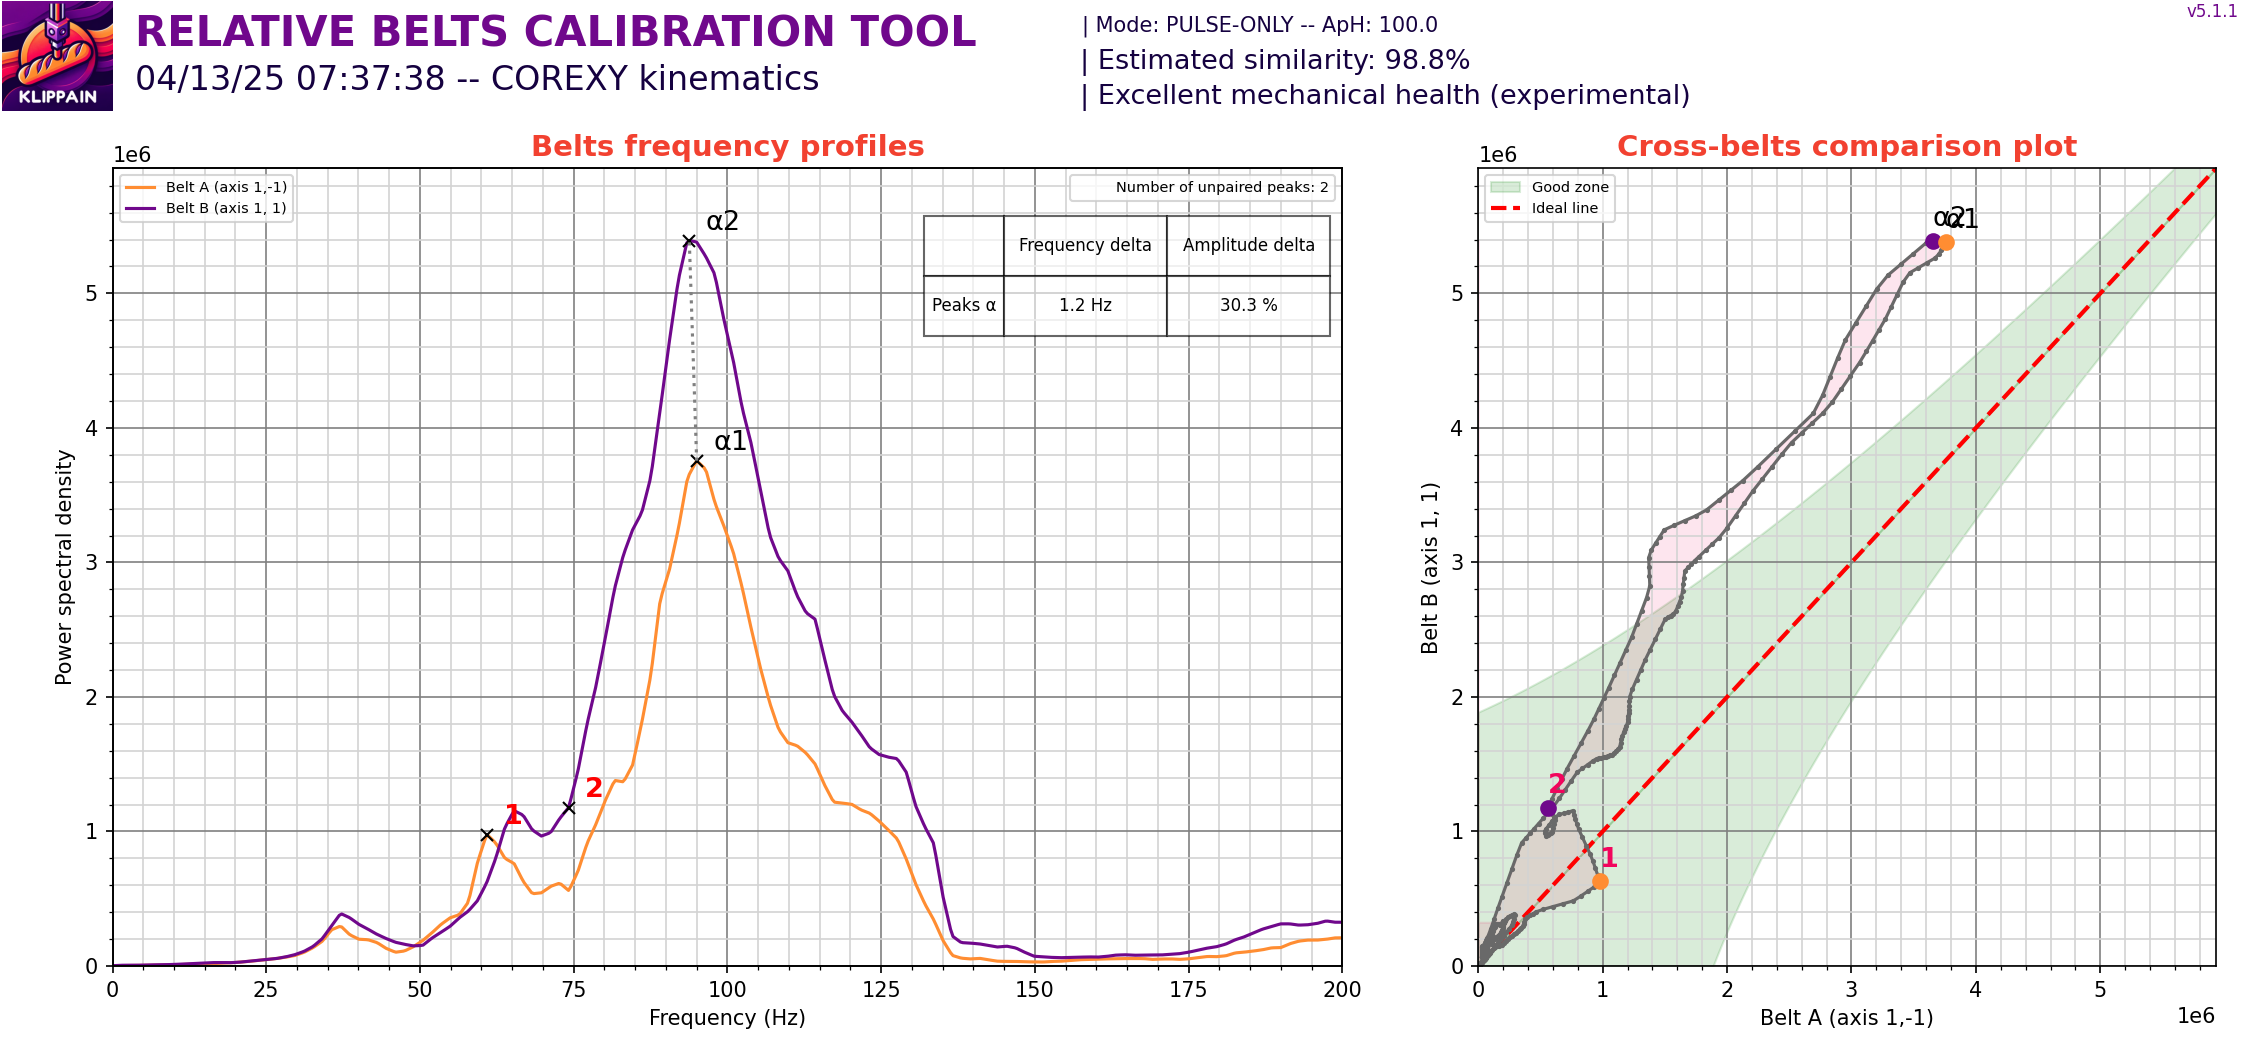 KLIPPAIN
RELATIVE BELTS CALIBRATION TOOL
04/13/25 07:37:38 -- COREXY kinematics
| Mode: PULSE-ONLY -- ApH: 100.0
| Estimated similarity: 98.8%
| Excellent mechanical health (experimental)
v5.1.1
Belts frequency profiles
1e6
Belt A (axis 1,-1)
Belt B (axis 1, 1)
Number of unpaired peaks: 2
Frequency delta Amplitude delta
Peaks α 1.2 Hz 30.3 %
α2
α1
1
2
5
4
3
2
1
0
Power spectral density
0 25 50 75 100 125 150 175 200
Frequency (Hz)
Cross-belts comparison plot
1e6
Good zone
Ideal line
α2
α1
2
1
5
4
3
2
1
0
Belt B (axis 1, 1)
0 1 2 3 4 5
Belt A (axis 1,-1)
1e6